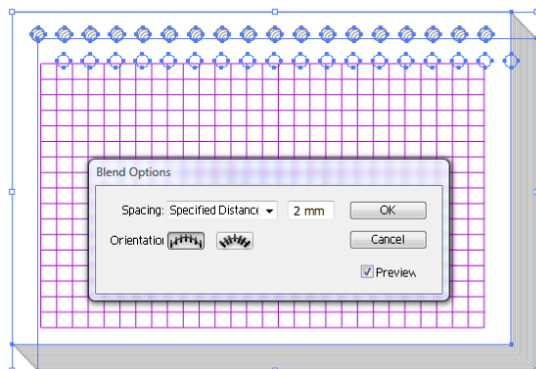 Blend Options
Spacing: Specified Distance 2 mm OK
Orientation Cancel
Preview